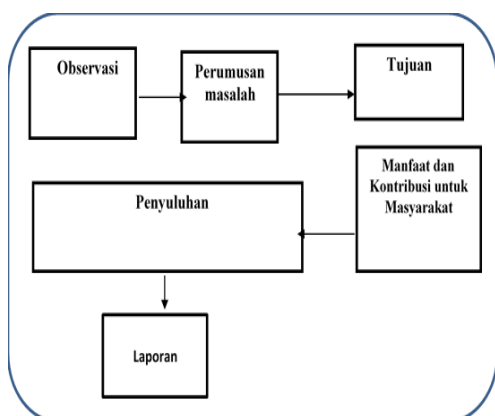 Observasi
Perumusan
masalah
Tujuan
Manfaat dan
Kontribusi untuk
Masyarakat
Penyuluhan
Laporan